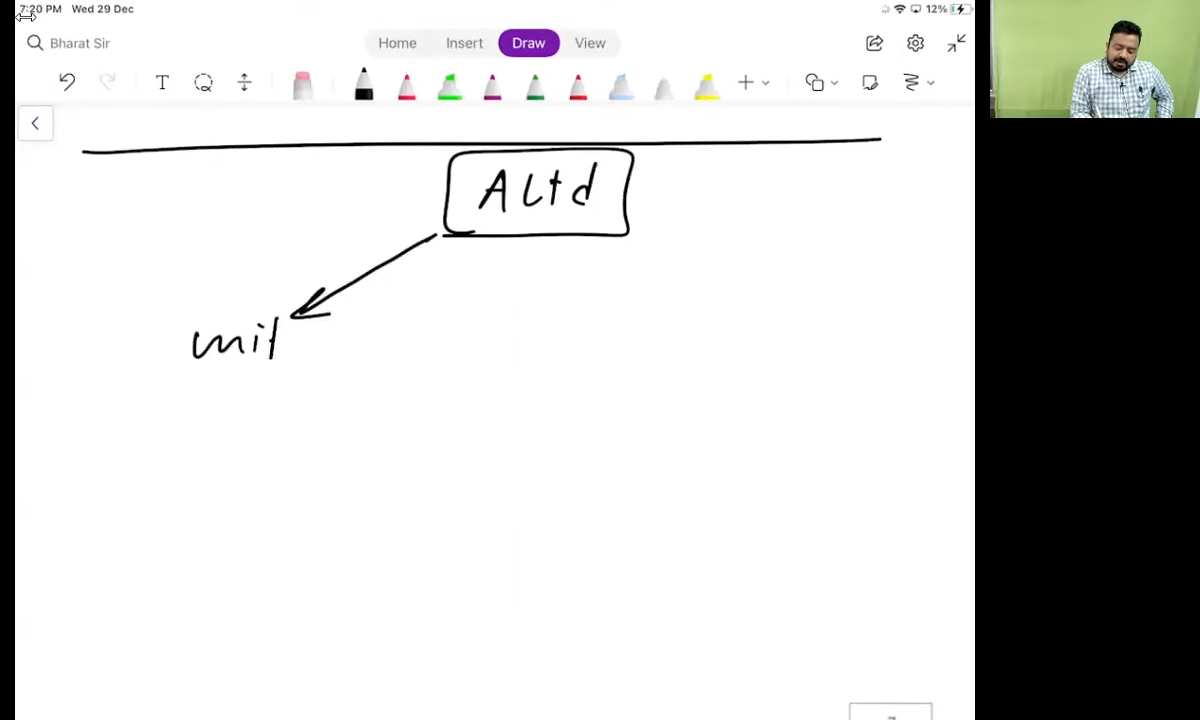 7:20 PM Wed 29 Dec
12%
Bharat Sir
Home Insert Draw View
T
A Ltd
unit